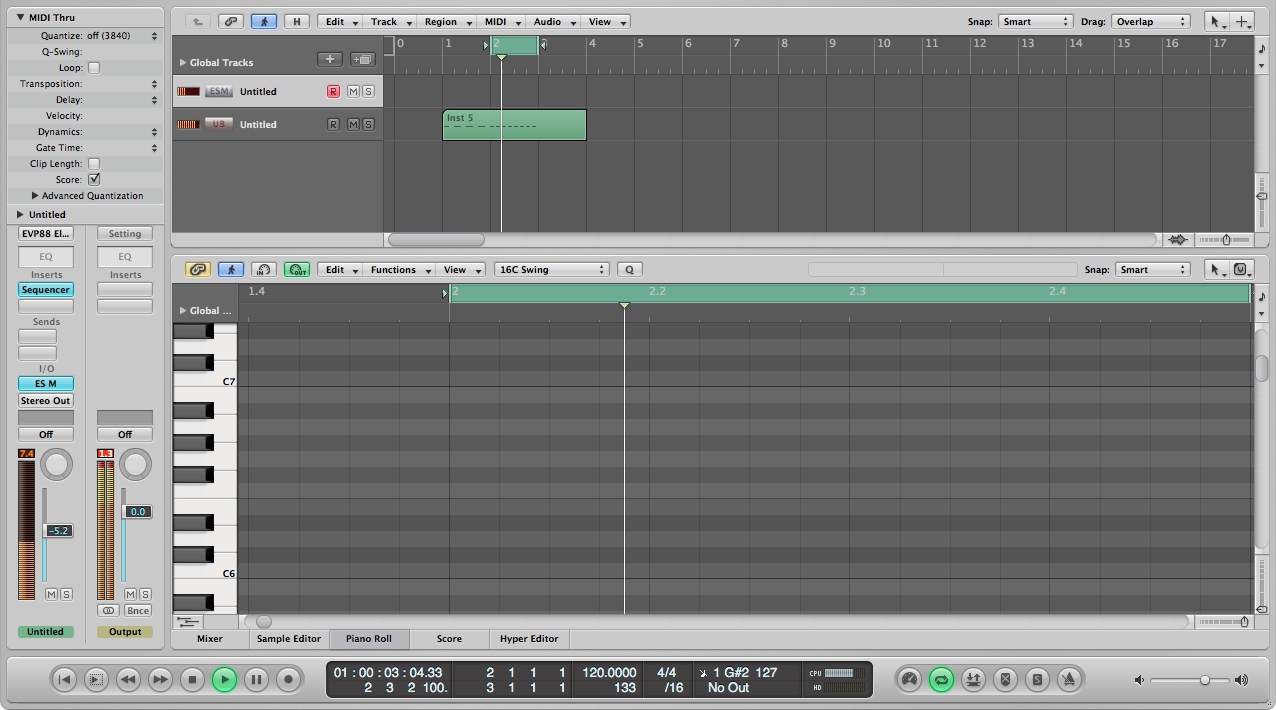 MIDI Thru
Quantize: off (3840)
Q-Swing:
Loop:
Transposition:
Delay:
Velocity:
Dynamics:
Gate Time:
Clip Length:
Score:
Advanced Quantization
Untitled
EVP88 El... Setting
EQ EQ
Inserts Inserts
Sequencer
Sends
I/O
ES M
Stereo Out
Off Off
7.4 1.3
-5.2 0.0
M S M S
Bnce
Untitled Output
H Edit Track Region MIDI Audio View Snap: Smart Drag: Overlap
0 1 2 3 4 5 6 7 8 9 10 11 12 13 14 15 16 17
Global Tracks
ESM Untitled R M S
UB Untitled R M S
Inst 5
IN OUT Edit Functions View 16C Swing Q Snap: Smart
1.4 2 2.2 2.3 2.4
Global ...
C7
C6
Mixer Sample Editor Piano Roll Score Hyper Editor
01 : 00 : 03 : 04.33 2 1 1 1 120.0000 4/4 1 G#2 127 CPU
2 3 2 100. 3 1 1 1 133 /16 No Out HD
S